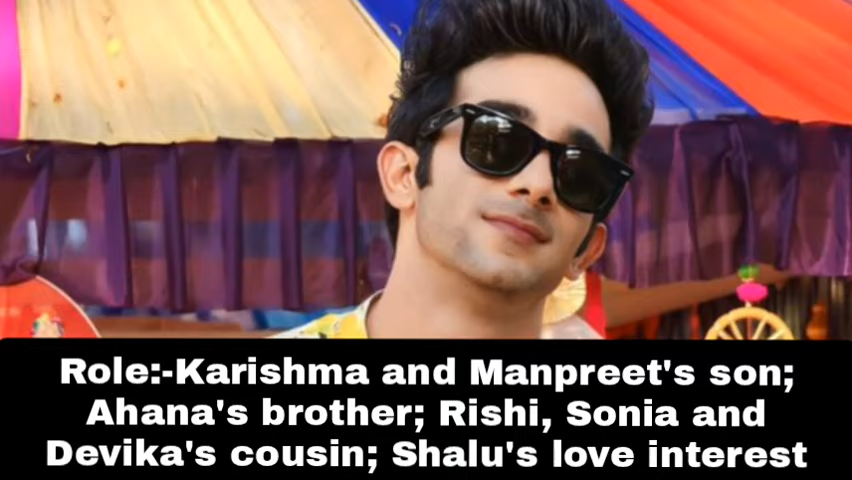 Role:-Karishma and Manpreet's son;
Ahana's brother; Rishi, Sonia and
Devika's cousin; Shalu's love interest